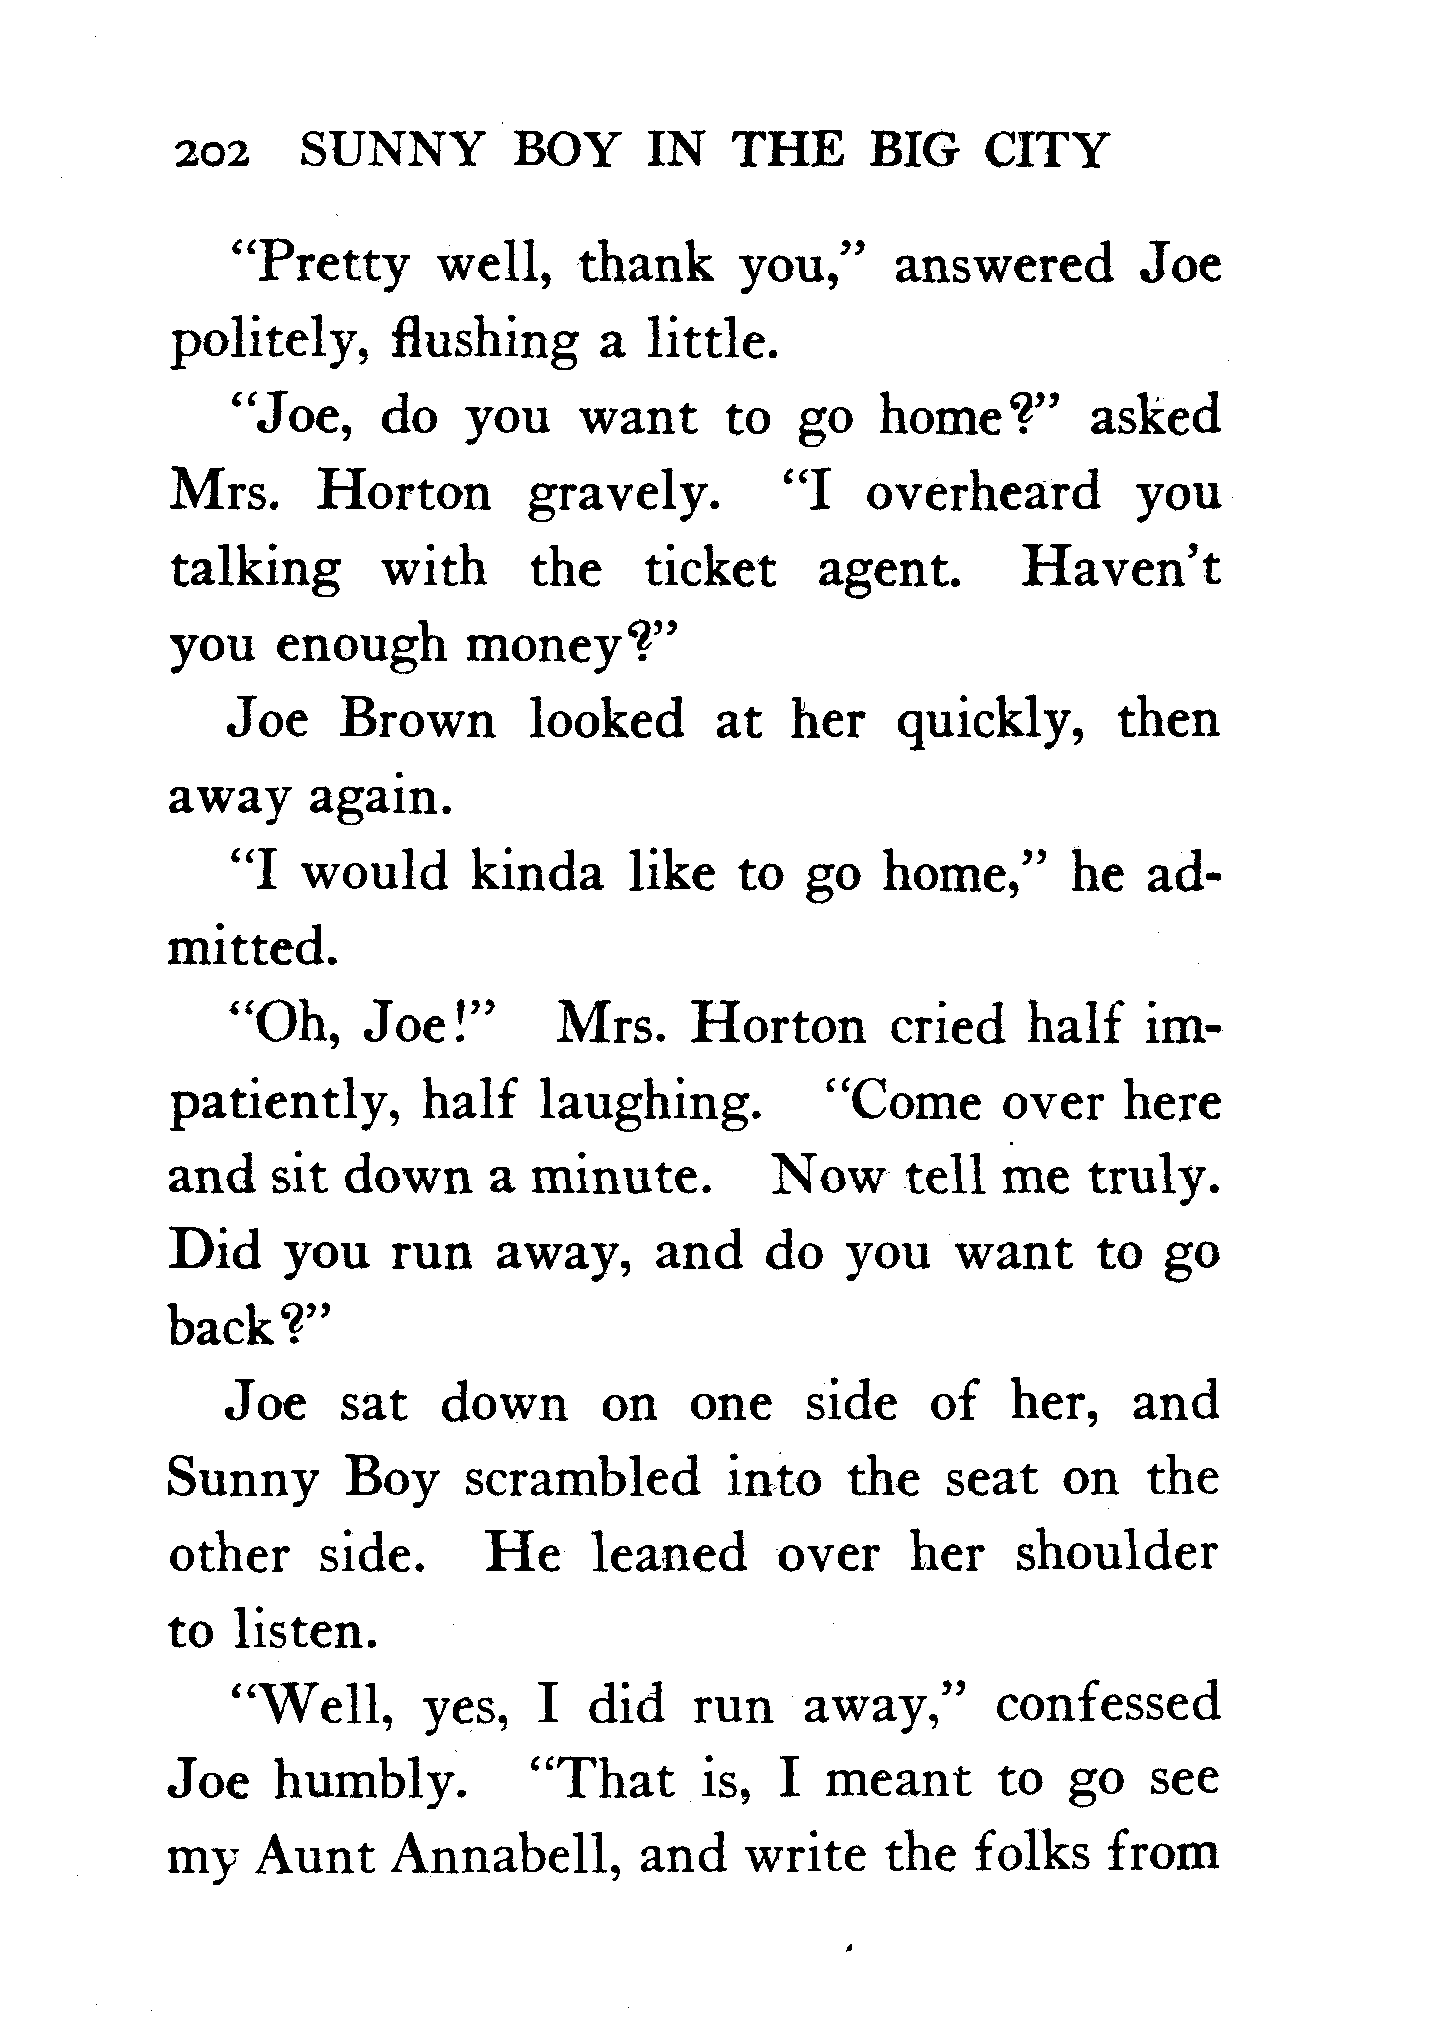 202 SUNNY BOY IN THE BIG CITY
“Pretty well, thank you,” answered Joe
politely, flushing a little.
“Joe, do you want to go home?” asked
Mrs. Horton gravely. “I overheard you
talking with the ticket agent. Haven’t
you enough money?”
Joe Brown looked at her quickly, then
away again.
“I would kinda like to go home,” he ad-
mitted.
“Oh, Joe!” Mrs. Horton cried half im-
patiently, half laughing. “Come over here
and sit down a minute. Now tell me truly.
Did you run away, and do you want to go
back?”
Joe sat down on one side of her, and
Sunny Boy scrambled into the seat on the
other side. He leaned over her shoulder
to listen.
“Well, yes, I did run away,” confessed
Joe humbly. “That is, I meant to go see
my Aunt Annabell, and write the folks from